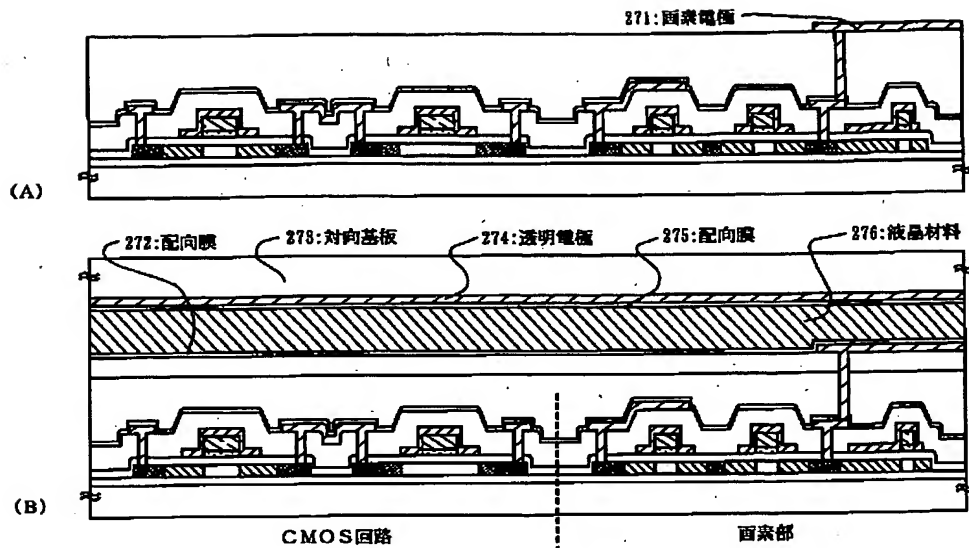 271:画素電極
(A)
272:配向膜
273:対向基板
274:透明電極
275:配向膜
276:液晶材料
(B)
CMOS回路
画素部